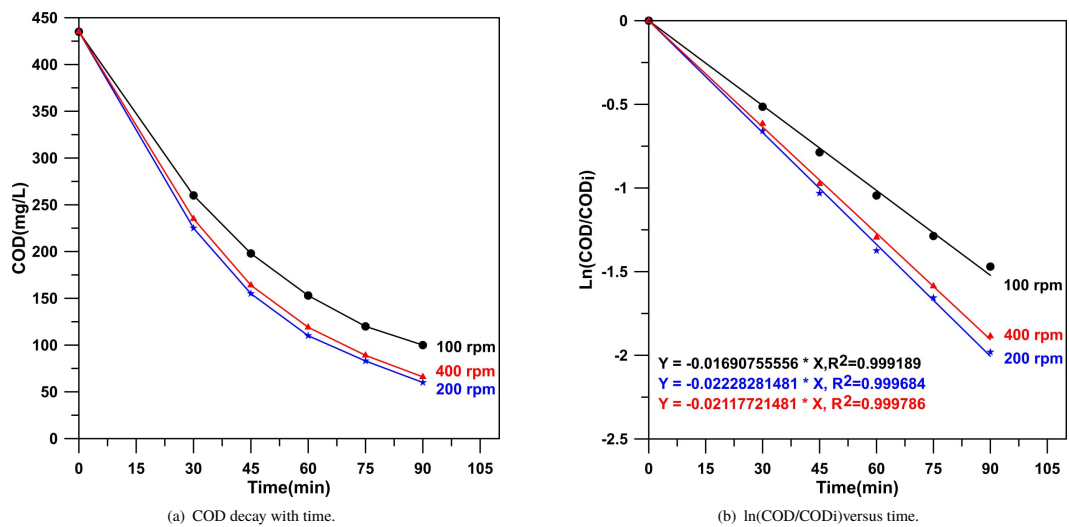 450
400
350
300
250
200
150
100
50
0
COD(mg/L)
100 rpm
400 rpm
200 rpm
0 15 30 45 60 75 90 105
Time(min)
(a) COD decay with time.
0
-0.5
-1
-1.5
-2
-2.5
Ln(COD/CODi)
100 rpm
400 rpm
200 rpm
Y = -0.01690755556 * X,R2=0.999189
Y = -0.02228281481 * X, R2=0.999684
Y = -0.02117721481 * X, R2=0.999786
0 15 30 45 60 75 90 105
Time(min)
(b) ln(COD/CODi)versus time.